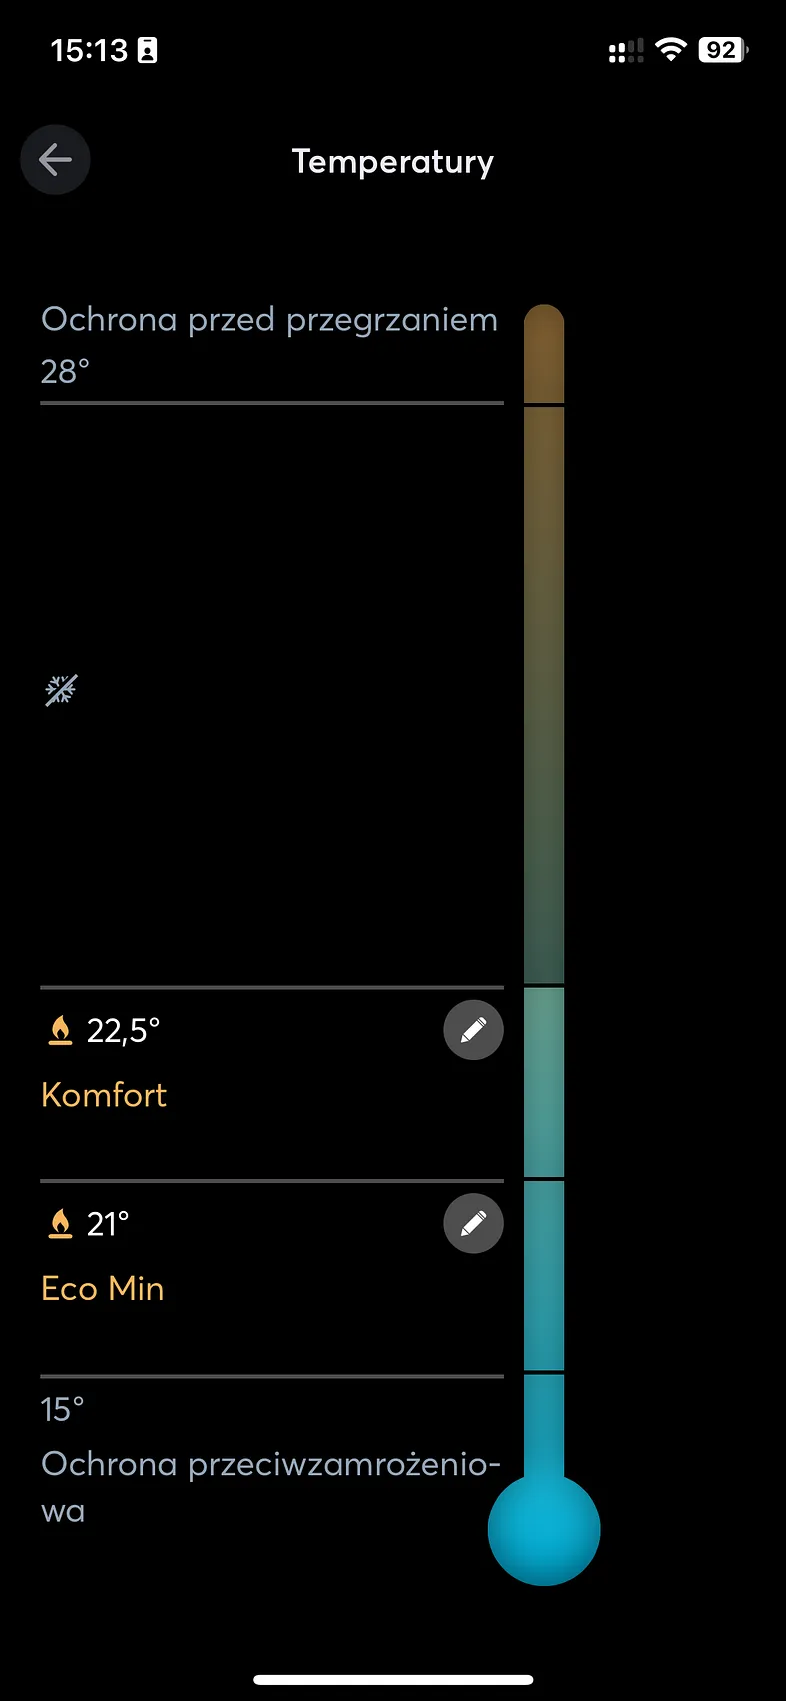 15:13
92
Temperatury
Ochrona przed przegrzaniem
28°
22,5°
Komfort
21°
Eco Min
15°
Ochrona przeciwzamrożenio-
wa